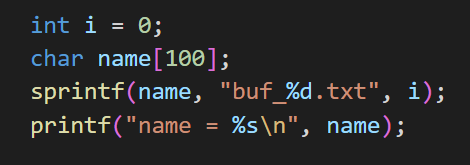 int i = 0;
char name[100];
sprintf(name, "buf_%d.txt", i);
printf("name = %s\n", name);